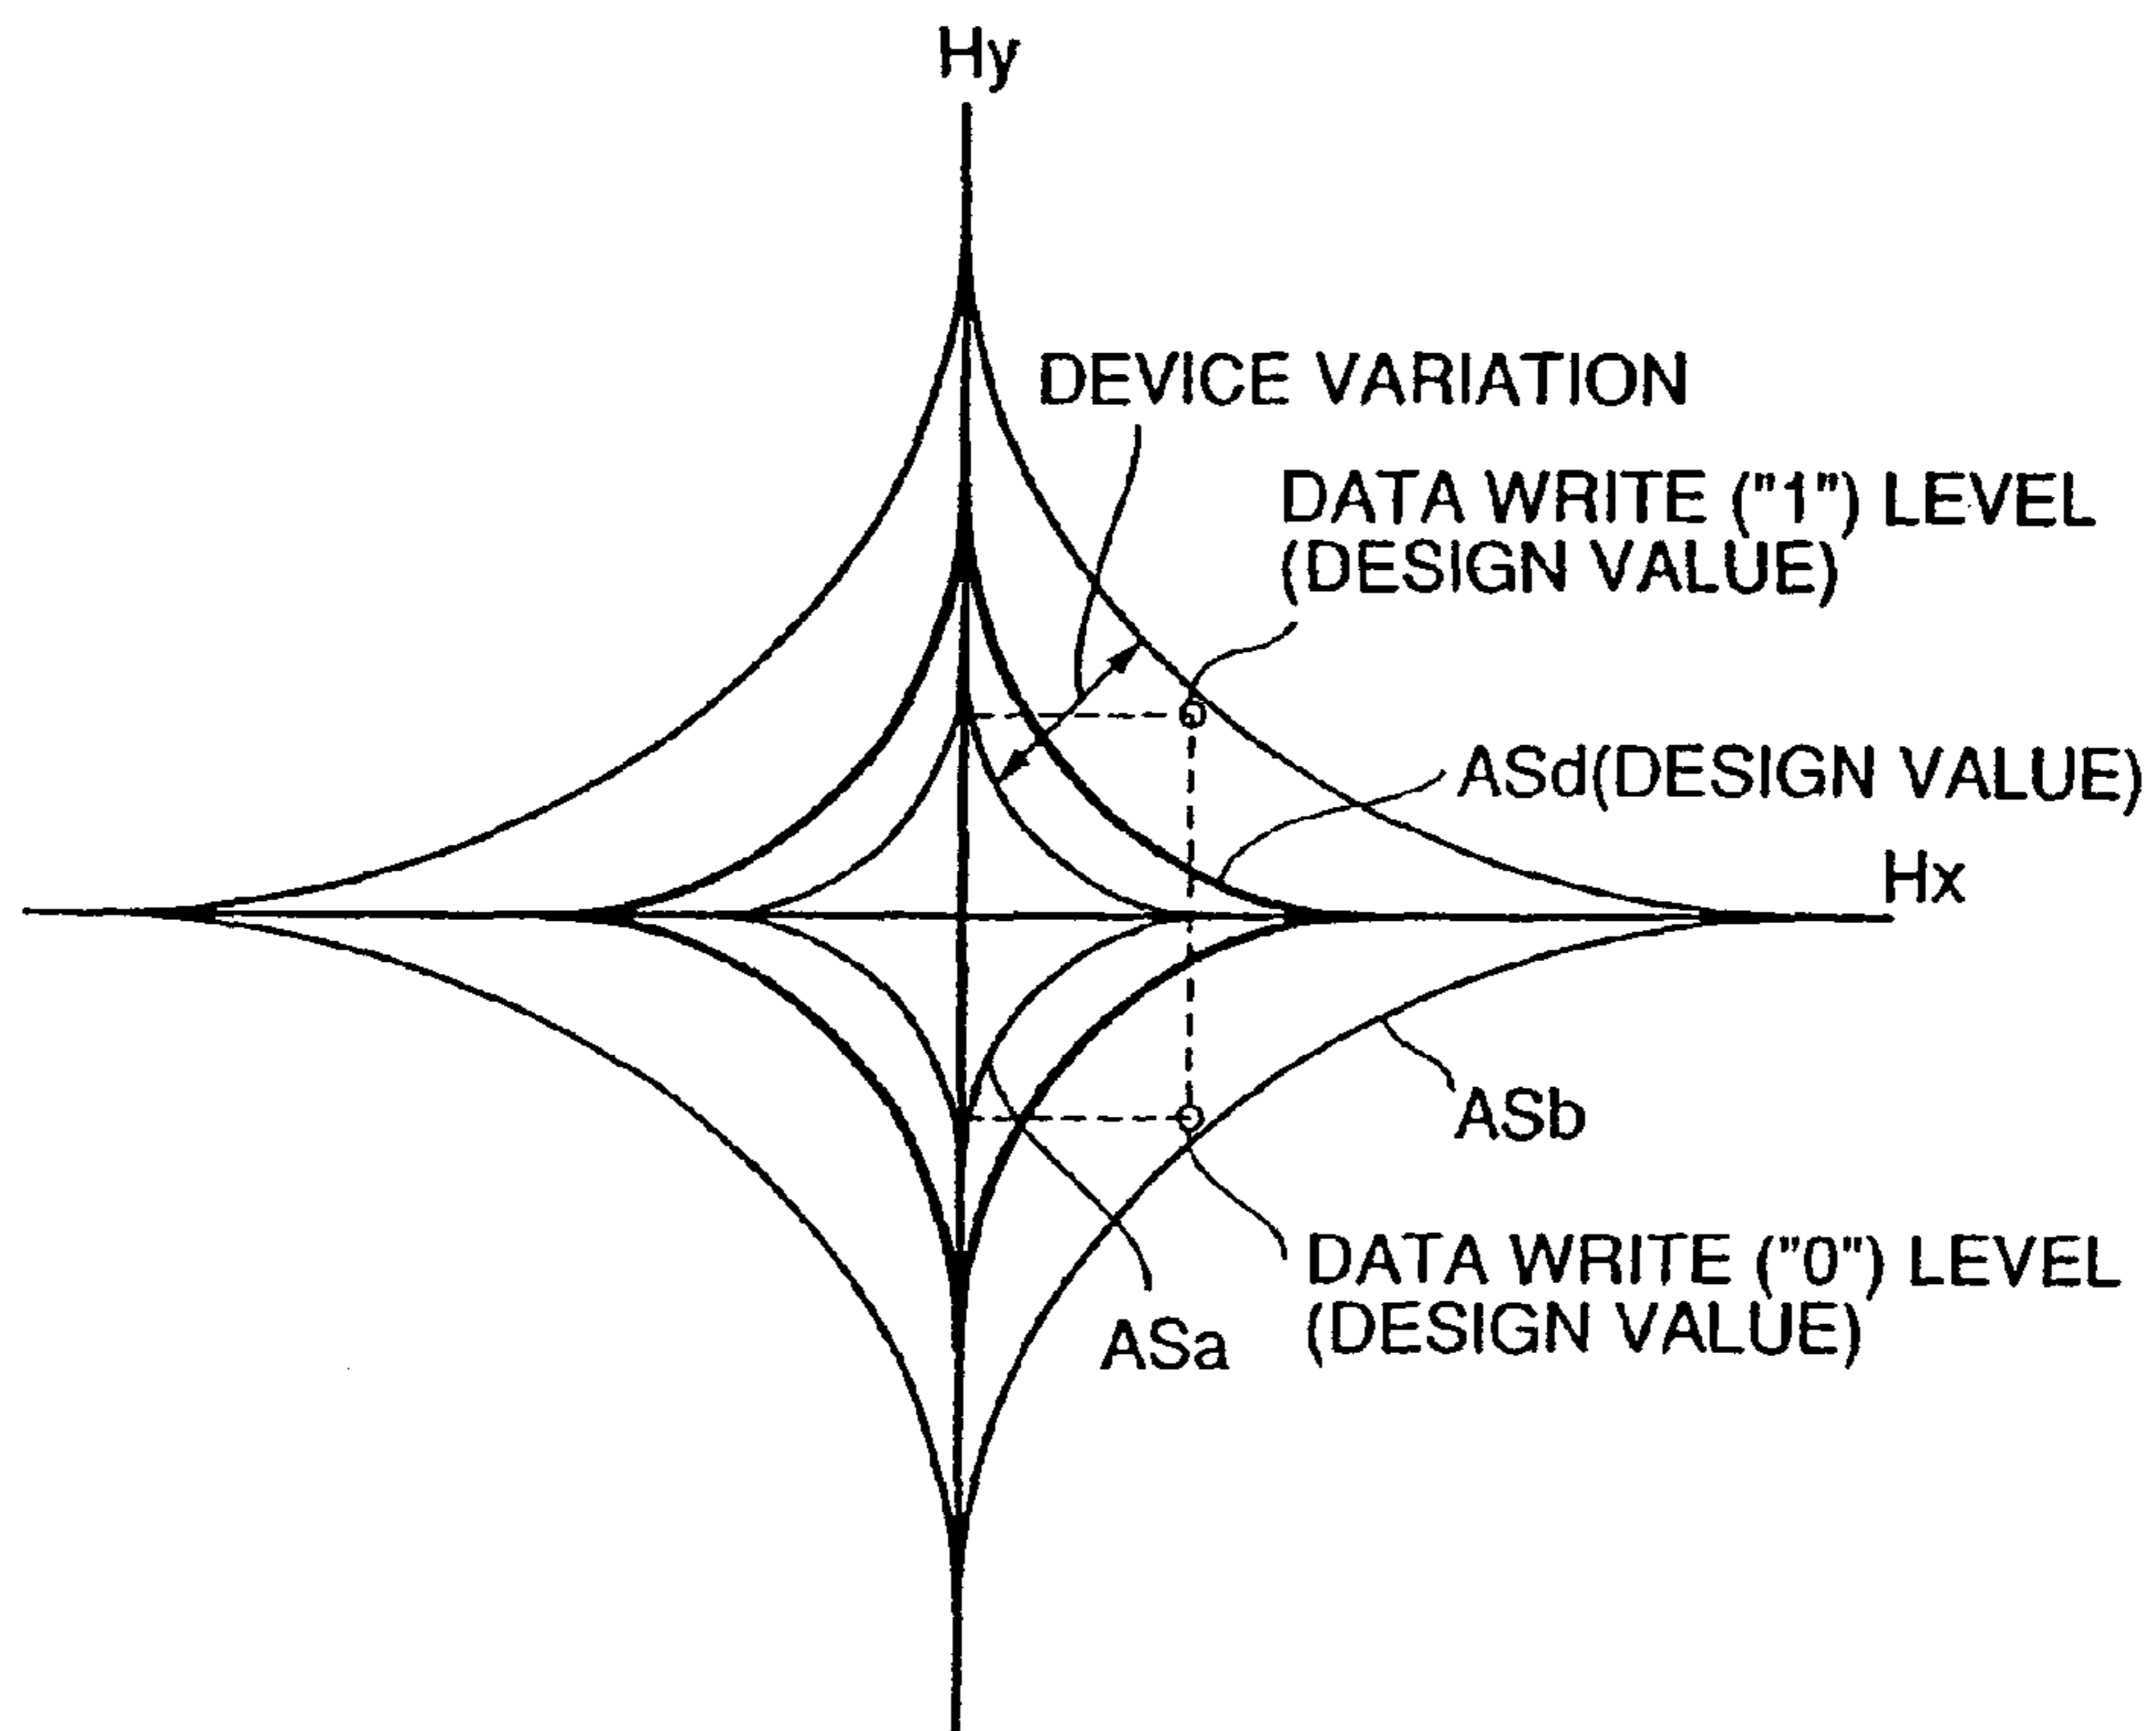 Hy
DEVICE VARIATION
DATA WRITE ("1") LEVEL
(DESIGN VALUE)
ASd(DESIGN VALUE)
Hx
ASb
DATA WRITE ("0") LEVEL
(DESIGN VALUE)
ASa